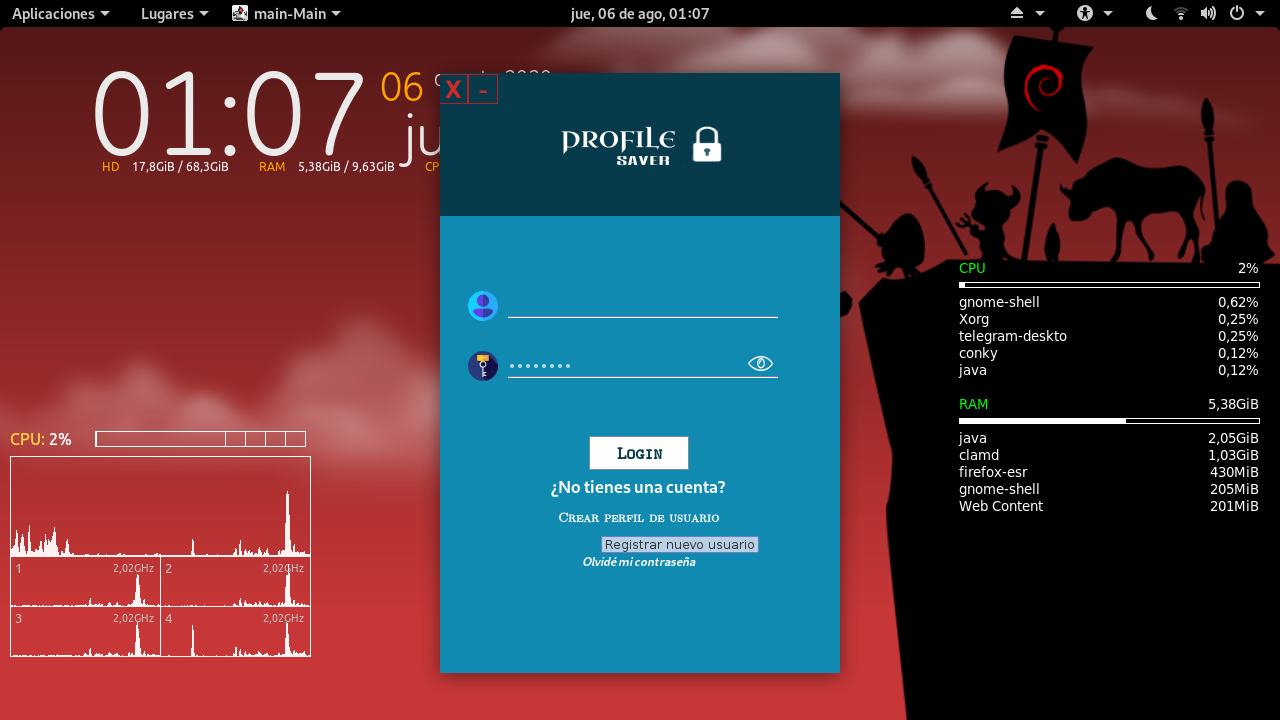 Aplicaciones Lugares main-Main jue, 06 de ago, 01:07
01:07 06
ju
HD 17,8GiB / 68,3GiB RAM 5,38GiB / 9,63GiB CP
X -
PROFILE
SAVER
Login
¿No tienes una cuenta?
Crear perfil de usuario
Registrar nuevo usuario
Olvidé mi contraseña
CPU 2%
gnome-shell 0,62%
Xorg 0,25%
telegram-deskto 0,25%
conky 0,12%
java 0,12%
RAM 5,38GiB
java 2,05GiB
clamd 1,03GiB
firefox-esr 430MiB
gnome-shell 205MiB
Web Content 201MiB
CPU: 2%
1 2,02GHz 2 2,02GHz
3 2,02GHz 4 2,02GHz